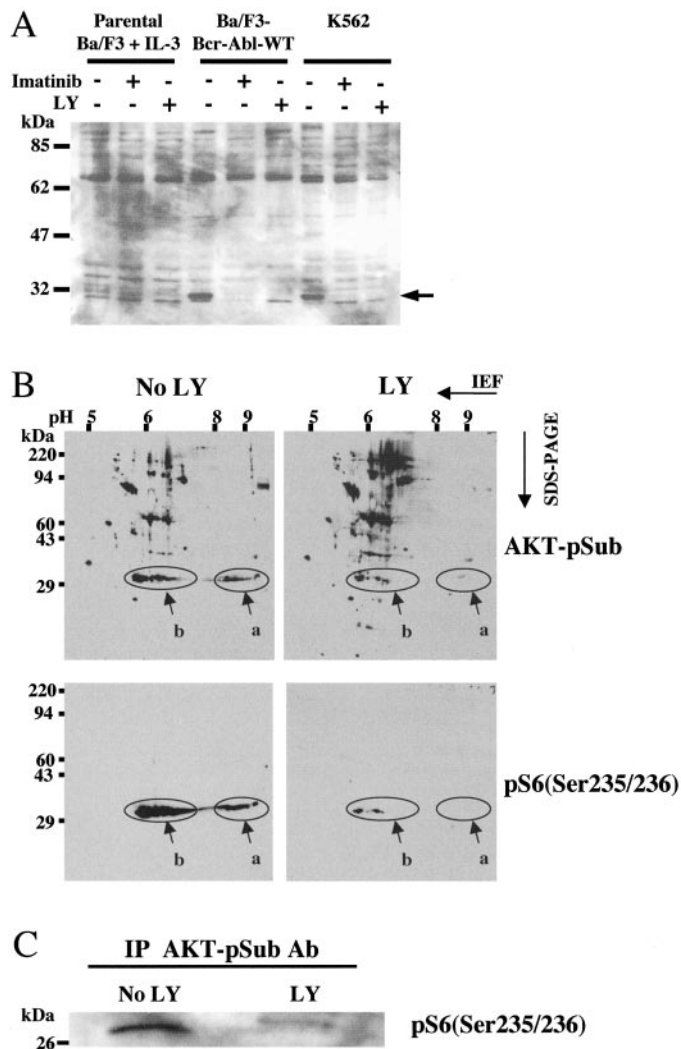 A
Parental
Ba/F3 + IL-3
Ba/F3-
Bcr-Abl-WT
K562
Imatinib - + - - + - - + -
LY - - + - - + - - +
kDa
85
62
47
32
B
No LY
LY
IEF
pH 5 6 8 9
5 6 8 9
kDa
220
94
60
43
29
b
a
b
a
SDS-PAGE
AKT-pSub
220
94
60
43
29
b
a
b
a
pS6(Ser235/236)
C
IP AKT-pSub Ab
No LY
LY
kDa
26
pS6(Ser235/236)